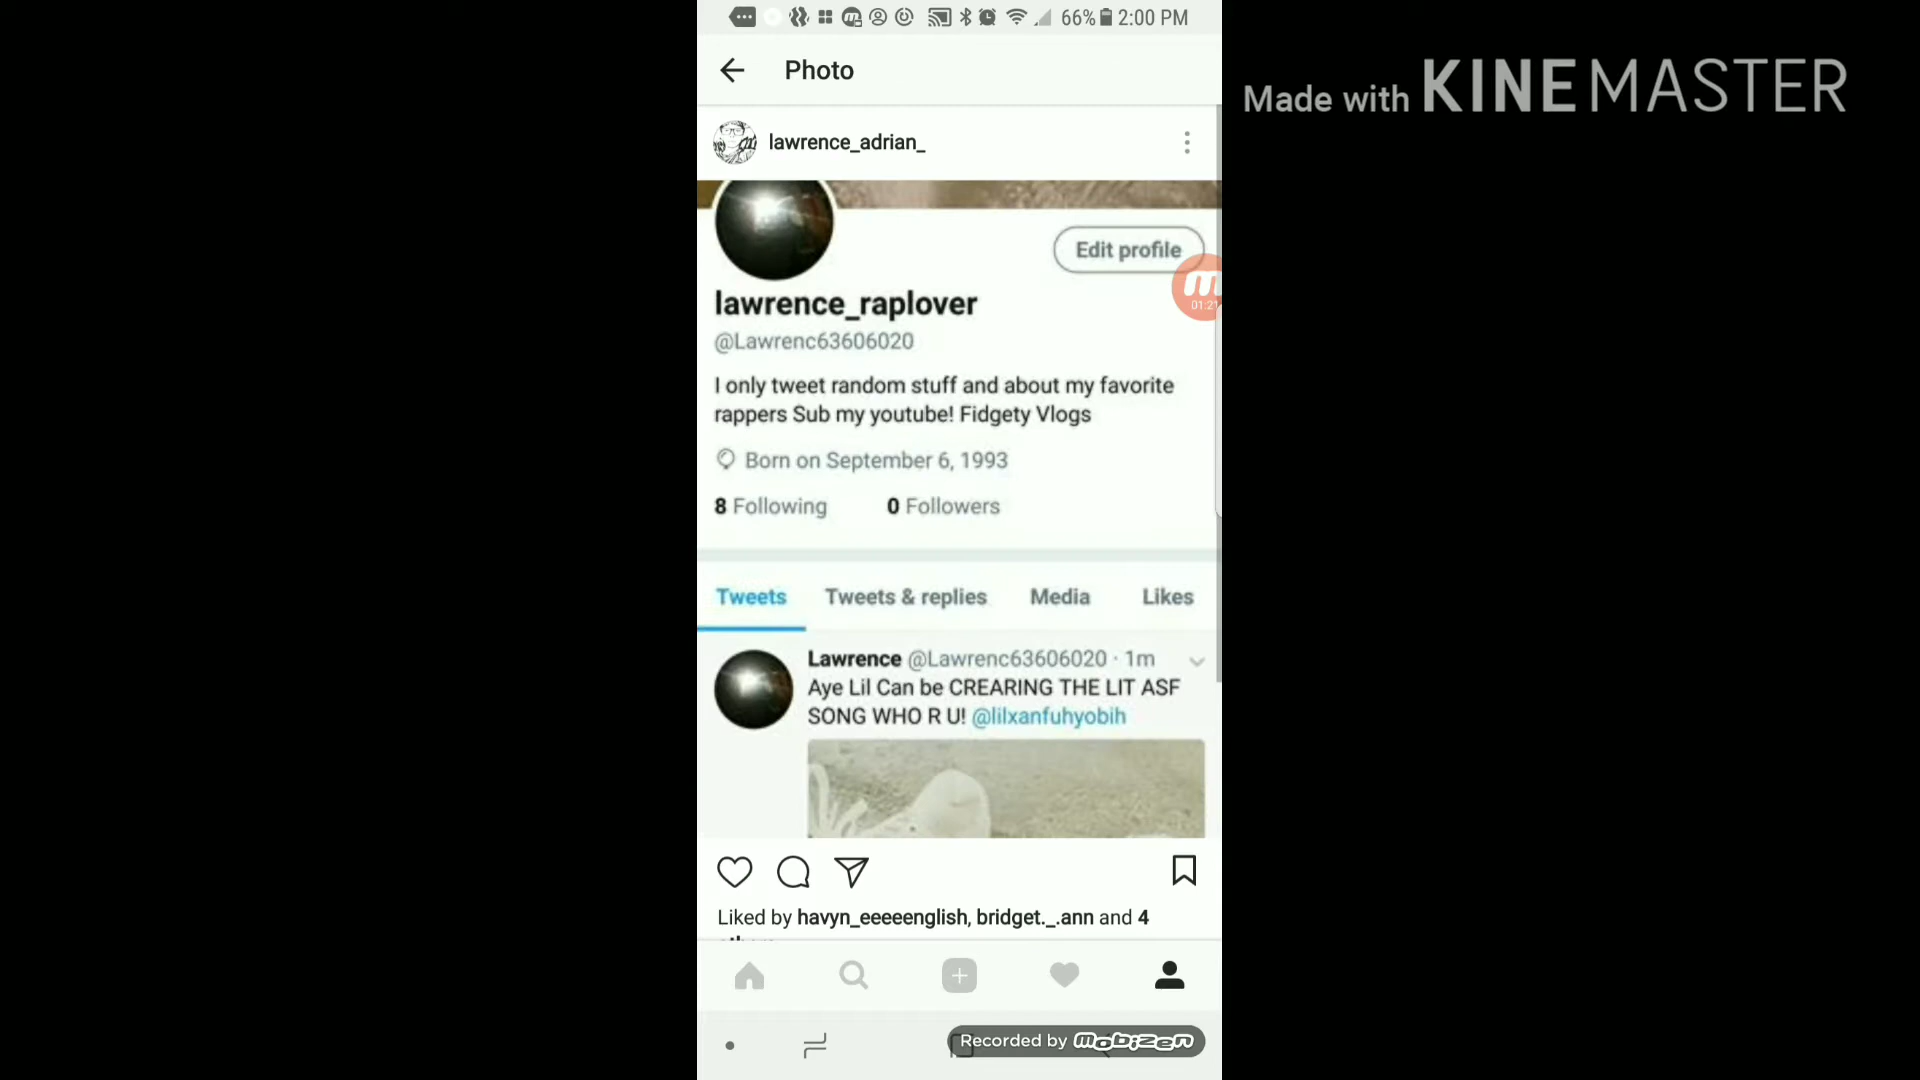 66% 2:00 PM
Photo
Made with KINEMASTER
lawrence_adrian_
Edit profile
01:21
lawrence_raplover
@Lawrenc63606020
I only tweet random stuff and about my favorite
rappers Sub my youtube! Fidgety Vlogs
Born on September 6, 1993
8 Following 0 Followers
Tweets Tweets & replies Media Likes
Lawrence @Lawrenc63606020 · 1m
Aye Lil Can be CREARING THE LIT ASF
SONG WHO R U! @lilxanfuhyobih
Liked by havyn_eeeeenglish, bridget._.ann and 4
Recorded by mobizen